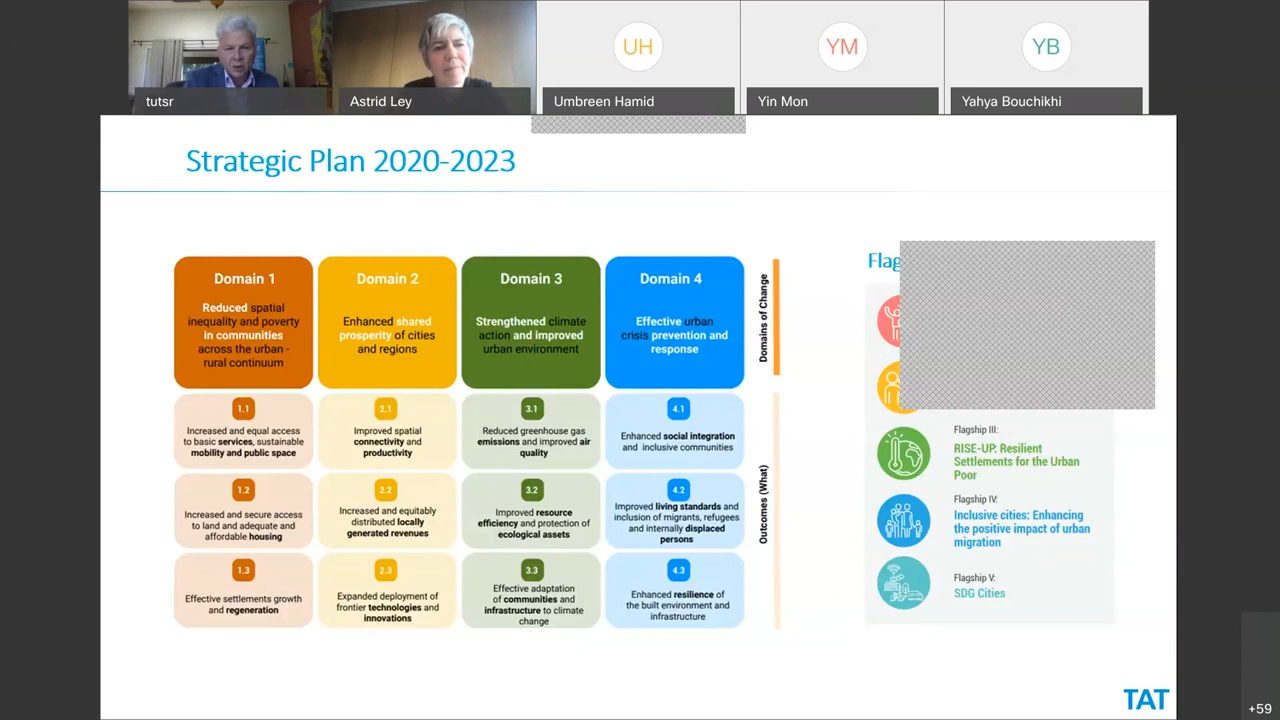 UH
YM
YB
tutsr
Astrid Ley
Umbreen Hamid
Yin Mon
Yahya Bouchikhi
Strategic Plan 2020-2023
Domain 1
Reduced spatial
inequality and poverty
in communities
across the urban -
rural continuum
Domain 2
Enhanced shared
prosperity of cities
and regions
Domain 3
Strengthened climate
action and improved
urban environment
Domain 4
Effective urban
crisis prevention and
response
Domains of Change
1.1
Increased and equal access
to basic services, sustainable
mobility and public space
2.1
Improved spatial
connectivity and
productivity
3.1
Reduced greenhouse gas
emissions and improved air
quality
4.1
Enhanced social integration
and inclusive communities
1.2
Increased and secure access
to land and adequate and
affordable housing
2.2
Increased and equitably
distributed locally
generated revenues
3.2
Improved resource
efficiency and protection of
ecological assets
4.2
Improved living standards and
inclusion of migrants, refugees
and internally displaced
persons
1.3
Effective settlements growth
and regeneration
2.3
Expanded deployment of
frontier technologies and
innovations
3.3
Effective adaptation
of communities and
infrastructure to climate
change
4.3
Enhanced resilience of
the built environment and
infrastructure
Outcomes (What)
Flagship III:
RISE-UP: Resilient
Settlements for the Urban
Poor
Flagship IV:
Inclusive cities: Enhancing
the positive impact of urban
migration
Flagship V:
SDG Cities
TAT
+59